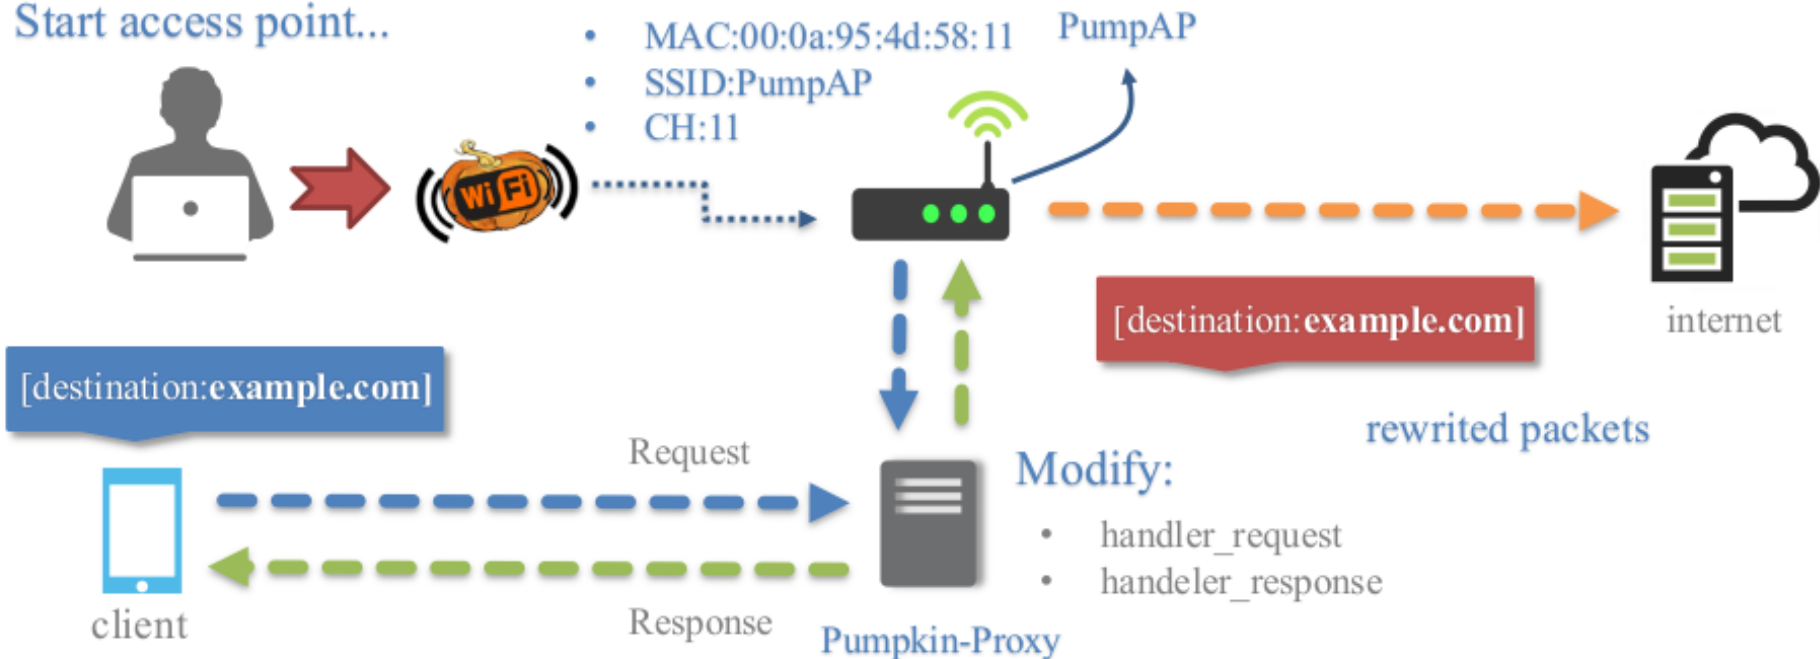 Start access point...
• MAC:00:0a:95:4d:58:11
• SSID:PumpAP
• CH:11
PumpAP
WiFi
[destination:example.com]
internet
[destination:example.com]
rewrited packets
Request
Modify:
• handler_request
• handeler_response
client
Response
Pumpkin-Proxy